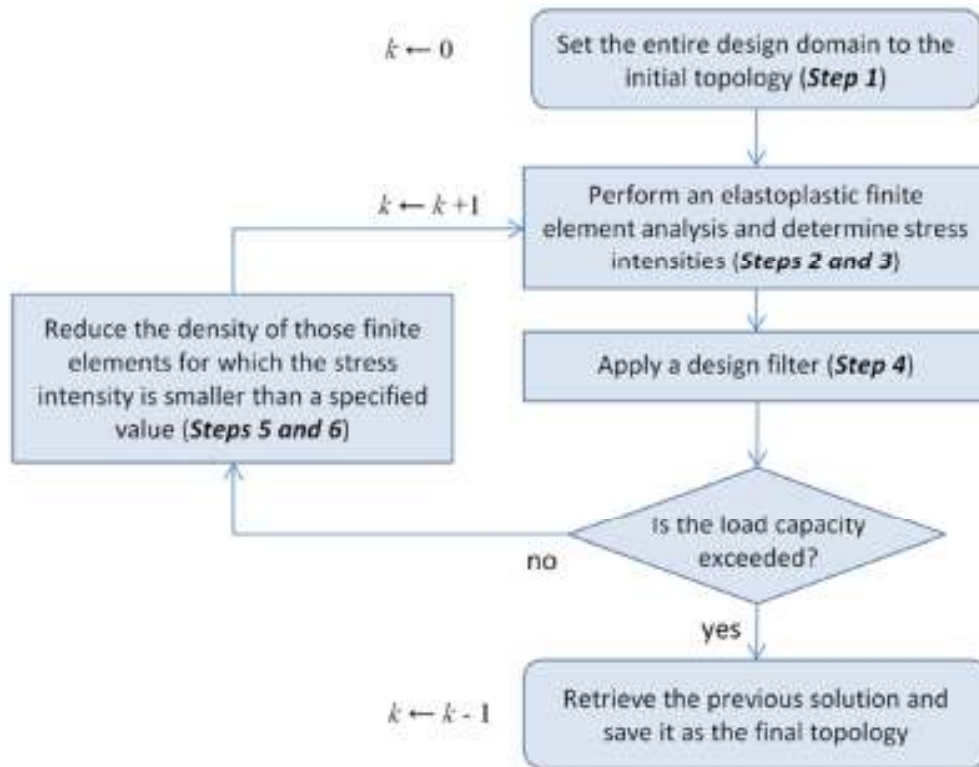 k ← 0
Set the entire design domain to the
initial topology (Step 1)
k ← k +1
Perform an elastoplastic finite
element analysis and determine stress
intensities (Steps 2 and 3)
Reduce the density of those finite
elements for which the stress
intensity is smaller than a specified
value (Steps 5 and 6)
Apply a design filter (Step 4)
Is the load capacity
exceeded?
no
yes
k ← k - 1
Retrieve the previous solution and
save it as the final topology